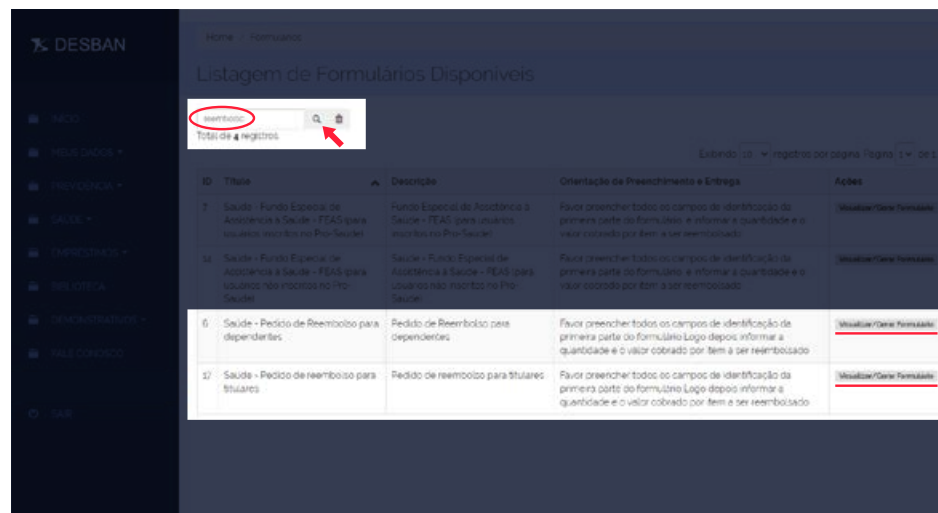 DESBAN
Home / Formulários
Listagem de Formulários Disponíveis
INÍCIO
MEUS DADOS
PREVIDÊNCIA
SAÚDE
EMPRÉSTIMOS
BIBLIOTECA
DEMONSTRATIVOS
FALE CONOSCO
SAIR
reembolso
Total de 4 registros
Exibindo 10 registros por página. Página 1 de 1
ID Título Descrição Orientação de Preenchimento e Entrega Ações
7 Saúde - Fundo Especial de Fundo Especial de Assistência à Favor preencher todos os campos de identificação da Visualizar/Gerar Formulário
Assistência à Saúde - FEAS (para Saúde - FEAS (para usuários primeira parte do formulário, e informar a quantidade e o
usuários inscritos no Pró-Saúde) inscritos no Pró-Saúde) valor cobrado por item a ser reembolsado
Saúde - Fundo Especial de Saúde - Fundo Especial de Favor preencher todos os campos de identificação da Visualizar/Gerar Formulário
Assistência à Saúde - FEAS (para Assistência à Saúde - FEAS (para primeira parte do formulário, e informar a quantidade e o
usuários não inscritos no Pró- usuários não inscritos no Pró- valor cobrado por item a ser reembolsado
Saúde) Saúde)
6 Saúde - Pedido de Reembolso para Pedido de Reembolso para Favor preencher todos os campos de identificação da Visualizar/Gerar Formulário
dependentes dependentes primeira parte do formulário Logo depois informar a
quantidade e o valor cobrado por item a ser reembolsado
17 Saúde - Pedido de reembolso para Pedido de reembolso para titulares Favor preencher todos os campos de identificação da Visualizar/Gerar Formulário
titulares primeira parte do formulário Logo depois informar a
quantidade e o valor cobrado por item a ser reembolsado